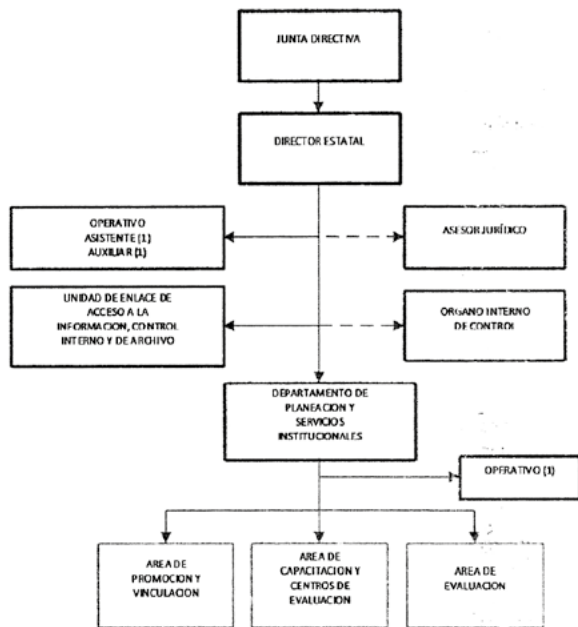 JUNTA DIRECTIVA
DIRECTOR ESTATAL
OPERATIVO
ASISTENTE (1)
AUXILIAR (1)
ASESOR JURÍDICO
UNIDAD DE ENLACE DE
ACCESO A LA
INFORMACION, CONTROL
INTERNO Y DE ARCHIVO
ORGANO INTERNO
DE CONTROL
DEPARTAMENTO DE
PLANEACION Y
SERVICIOS
INSTITUCIONALES
OPERATIVO (1)
AREA DE
PROMOCION Y
VINCULACION
AREA DE
CAPACITACION Y
CENTROS DE
EVALUACION
AREA DE
EVALUACION